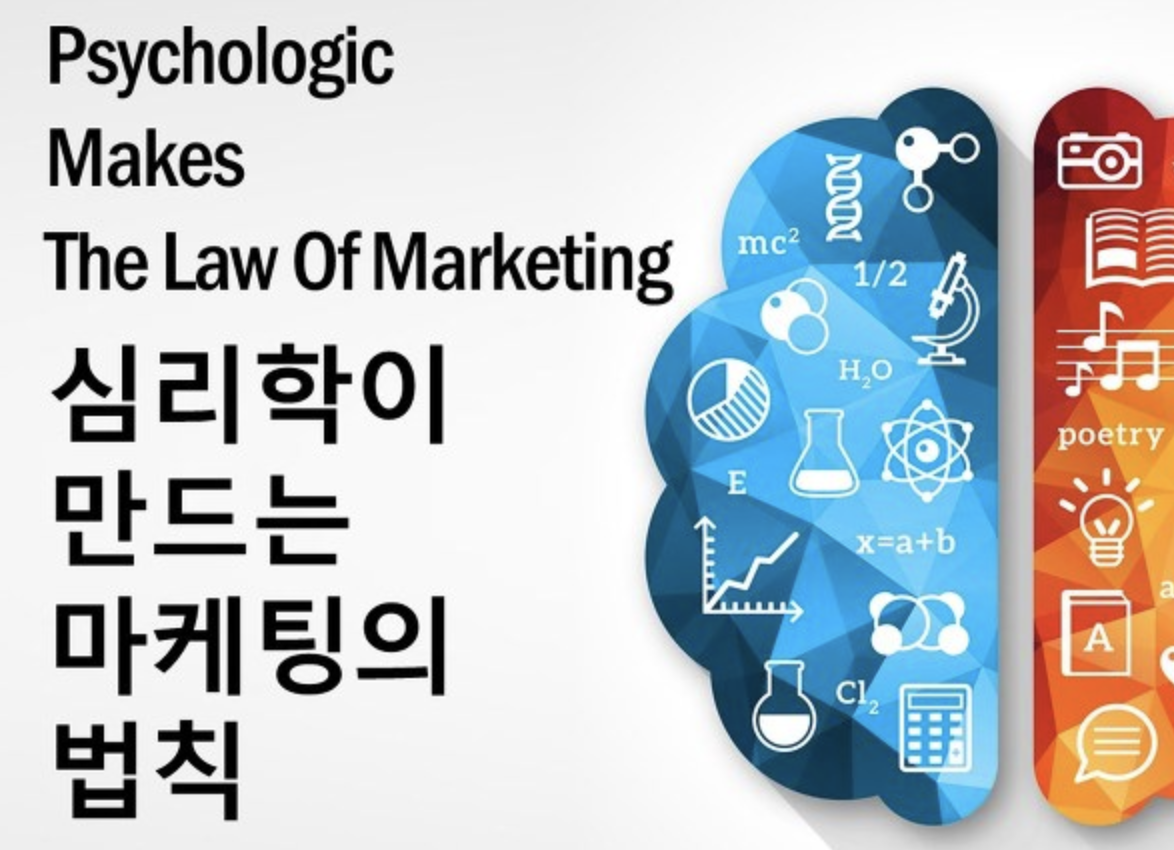 Psychologic
Makes
The Law Of Marketing
심리학이
만드는
마케팅의
법칙
mc²
1/2
H₂O
E
x=a+b
Cl₂
poetry
A